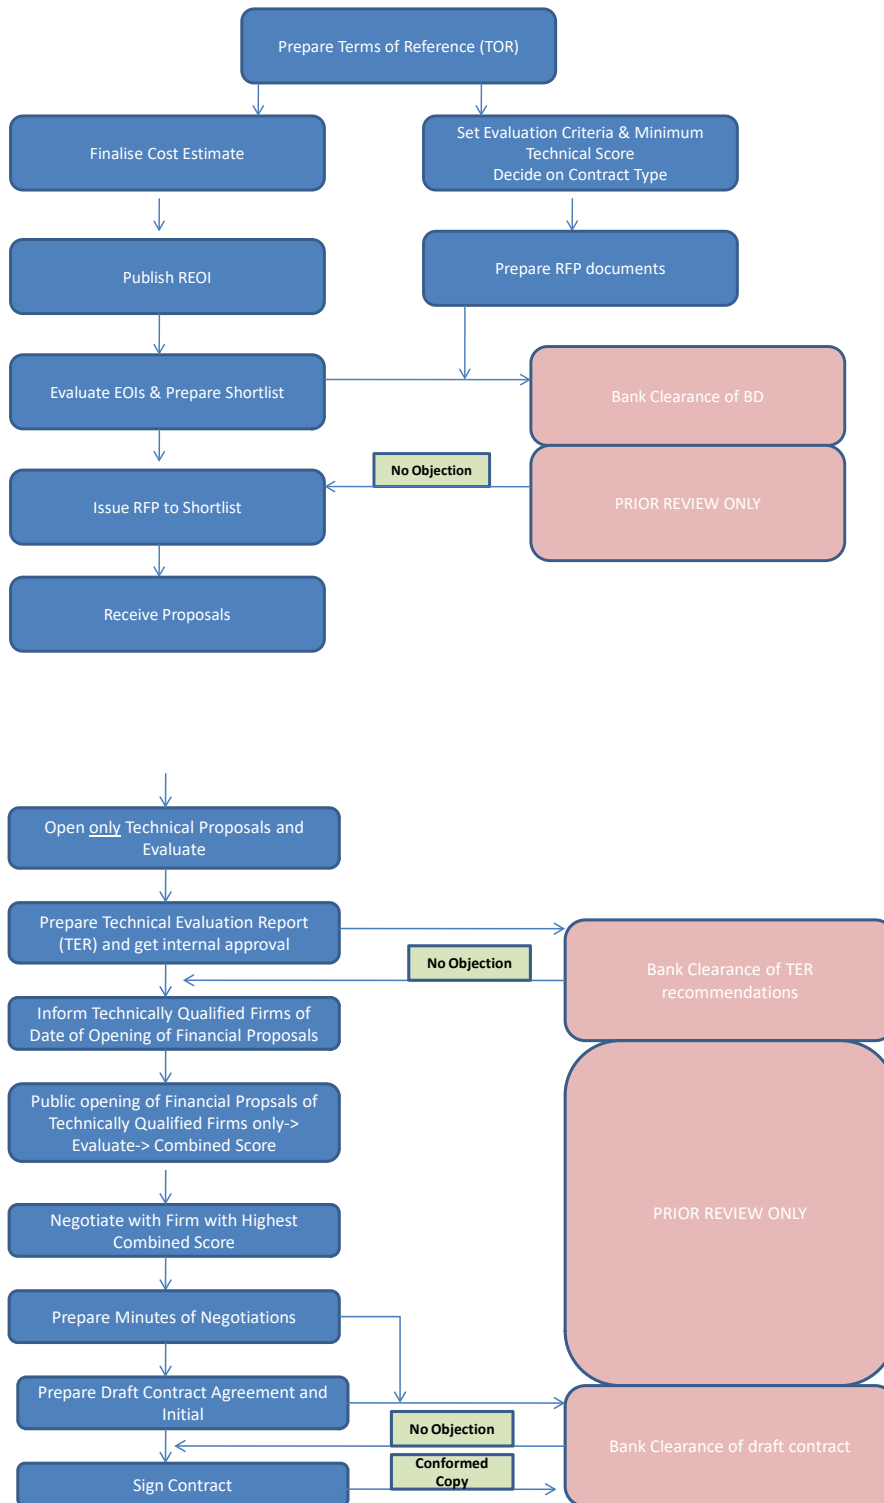 Prepare Terms of Reference (TOR)
Finalise Cost Estimate
Set Evaluation Criteria & Minimum
Technical Score
Decide on Contract Type
Publish REOI
Prepare RFP documents
Evaluate EOIs & Prepare Shortlist
Bank Clearance of BD
No Objection
Issue RFP to Shortlist
PRIOR REVIEW ONLY
Receive Proposals
Open only Technical Proposals and
Evaluate
Prepare Technical Evaluation Report
(TER) and get internal approval
No Objection
Bank Clearance of TER
recommendations
Inform Technically Qualified Firms of
Date of Opening of Financial Proposals
Public opening of Financial Propsals of
Technically Qualified Firms only->
Evaluate-> Combined Score
Negotiate with Firm with Highest
Combined Score
PRIOR REVIEW ONLY
Prepare Minutes of Negotiations
Prepare Draft Contract Agreement and
Initial
No Objection
Bank Clearance of draft contract
Conformed
Copy
Sign Contract